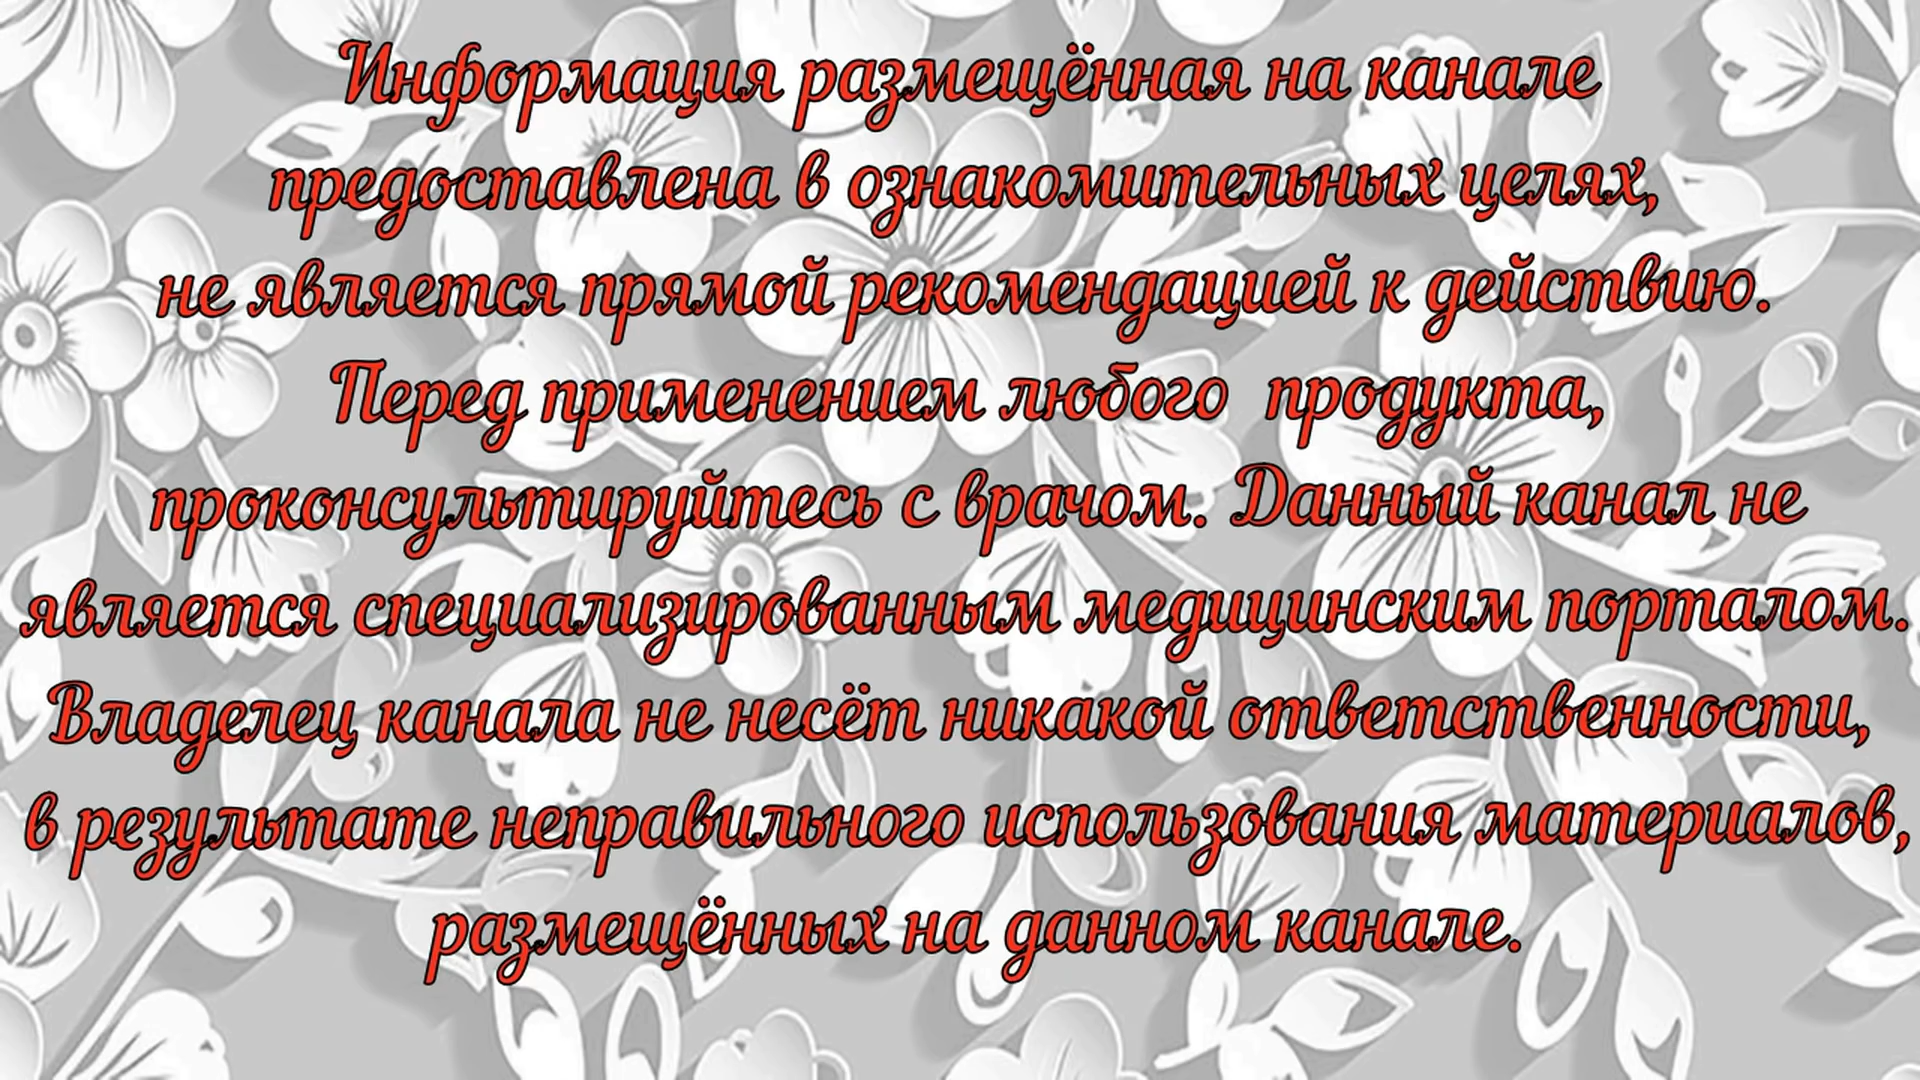 Информация размещённая на канале
предоставлена в ознакомительных целях,
не является прямой рекомендацией к действию.
Перед применением любого продукта,
проконсультируйтесь с врачом. Данный канал не
является специализированным медицинским порталом.
Владелец канала не несёт никакой ответственности,
в результате неправильного использования материалов,
размещённых на данном канале.